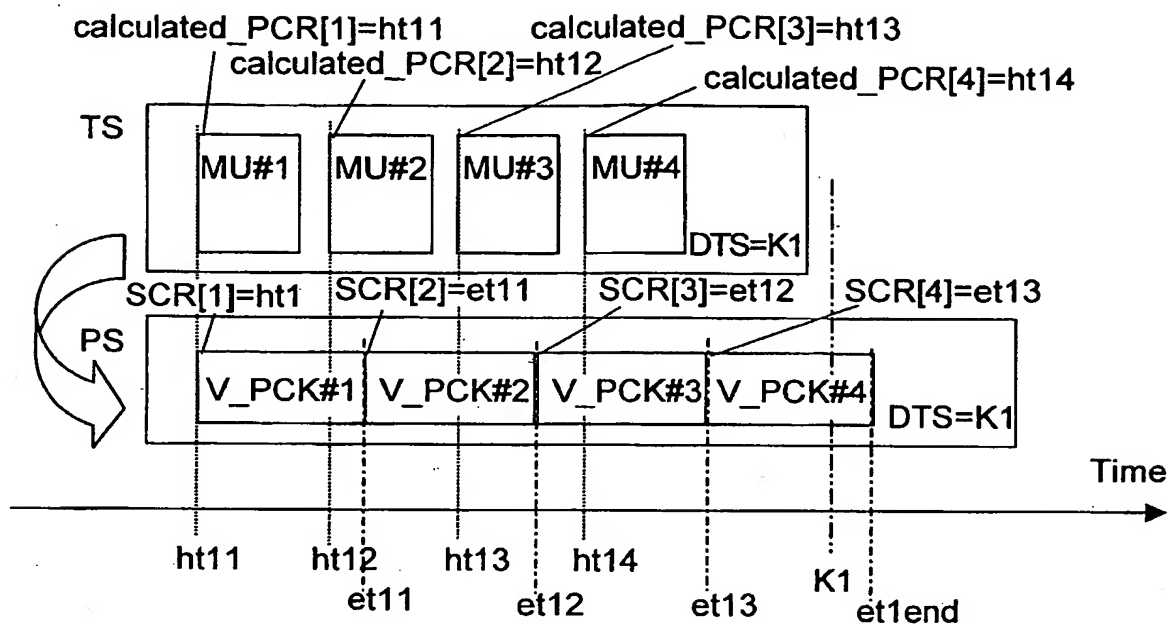 calculated_PCR[1]=ht11
calculated_PCR[3]=ht13
calculated_PCR[2]=ht12
calculated_PCR[4]=ht14
TS
MU#1
MU#2
MU#3
MU#4
DTS=K1
SCR[1]=ht1
SCR[2]=et11
SCR[3]=et12
SCR[4]=et13
PS
V_PCK#1
V_PCK#2
V_PCK#3
V_PCK#4
DTS=K1
Time
ht11
ht12
ht13
ht14
K1
et11
et12
et13
et1end